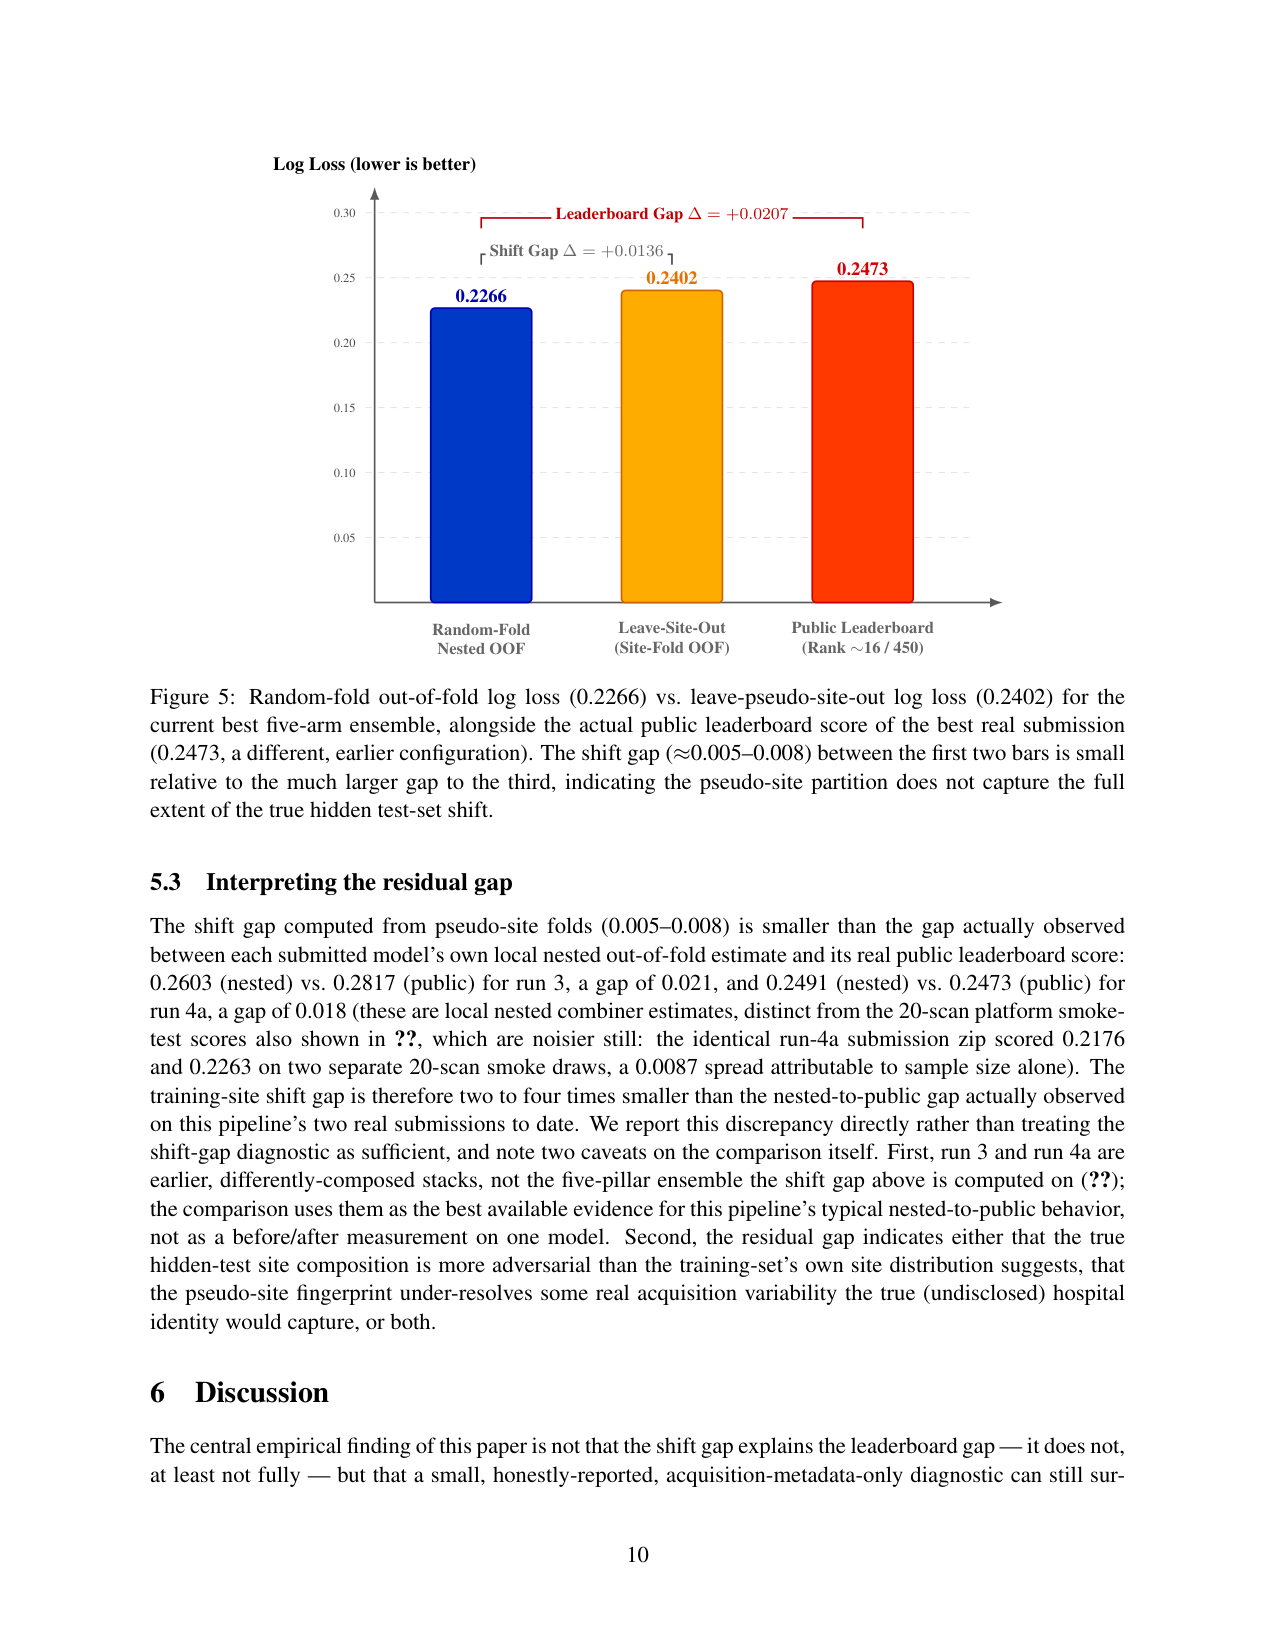 Log Loss (lower is better)
0.30
Leaderboard Gap Δ = +0.0207
Shift Gap Δ = +0.0136
0.25
0.2266
0.2402
0.2473
0.20
0.15
0.10
0.05
Random-Fold
Nested OOF
Leave-Site-Out
(Site-Fold OOF)
Public Leaderboard
(Rank ∼16 / 450)
Figure 5: Random-fold out-of-fold log loss (0.2266) vs. leave-pseudo-site-out log loss (0.2402) for the
current best five-arm ensemble, alongside the actual public leaderboard score of the best real submission
(0.2473, a different, earlier configuration). The shift gap (≈0.005–0.008) between the first two bars is small
relative to the much larger gap to the third, indicating the pseudo-site partition does not capture the full
extent of the true hidden test-set shift.
5.3 Interpreting the residual gap
The shift gap computed from pseudo-site folds (0.005–0.008) is smaller than the gap actually observed
between each submitted model's own local nested out-of-fold estimate and its real public leaderboard score:
0.2603 (nested) vs. 0.2817 (public) for run 3, a gap of 0.021, and 0.2491 (nested) vs. 0.2473 (public) for
run 4a, a gap of 0.018 (these are local nested combiner estimates, distinct from the 20-scan platform smoke-
test scores also shown in ??, which are noisier still: the identical run-4a submission zip scored 0.2176
and 0.2263 on two separate 20-scan smoke draws, a 0.0087 spread attributable to sample size alone). The
training-site shift gap is therefore two to four times smaller than the nested-to-public gap actually observed
on this pipeline's two real submissions to date. We report this discrepancy directly rather than treating the
shift-gap diagnostic as sufficient, and note two caveats on the comparison itself. First, run 3 and run 4a are
earlier, differently-composed stacks, not the five-pillar ensemble the shift gap above is computed on (??);
the comparison uses them as the best available evidence for this pipeline's typical nested-to-public behavior,
not as a before/after measurement on one model. Second, the residual gap indicates either that the true
hidden-test site composition is more adversarial than the training-set's own site distribution suggests, that
the pseudo-site fingerprint under-resolves some real acquisition variability the true (undisclosed) hospital
identity would capture, or both.
6 Discussion
The central empirical finding of this paper is not that the shift gap explains the leaderboard gap — it does not,
at least not fully — but that a small, honestly-reported, acquisition-metadata-only diagnostic can still sur-
10